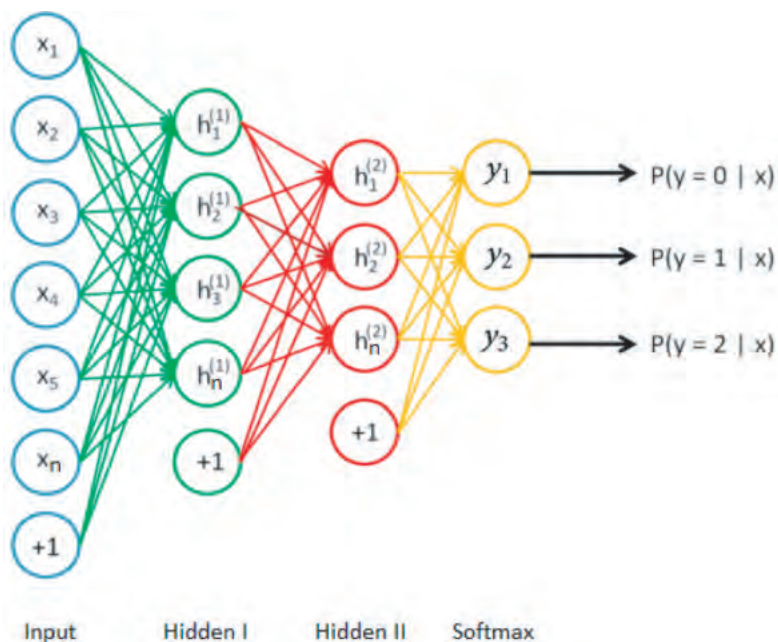 x1
x2
x3
x4
x5
xn
+1
h1(1)
h2(1)
h3(1)
hn(1)
+1
h1(2)
h2(2)
hn(2)
+1
y1
y2
y3
P(y = 0 | x)
P(y = 1 | x)
P(y = 2 | x)
Input Hidden I Hidden II Softmax